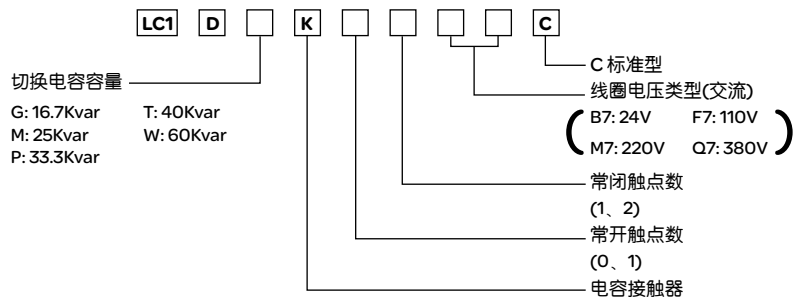 LC1 D K C
切换电容容量
G: 16.7Kvar T: 40Kvar
M: 25Kvar W: 60Kvar
P: 33.3Kvar
C 标准型
线圈电压类型(交流)
B7: 24V F7: 110V
M7: 220V Q7: 380V
常闭触点数
(1、2)
常开触点数
(0、1)
电容接触器